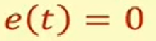 e(t) = 0